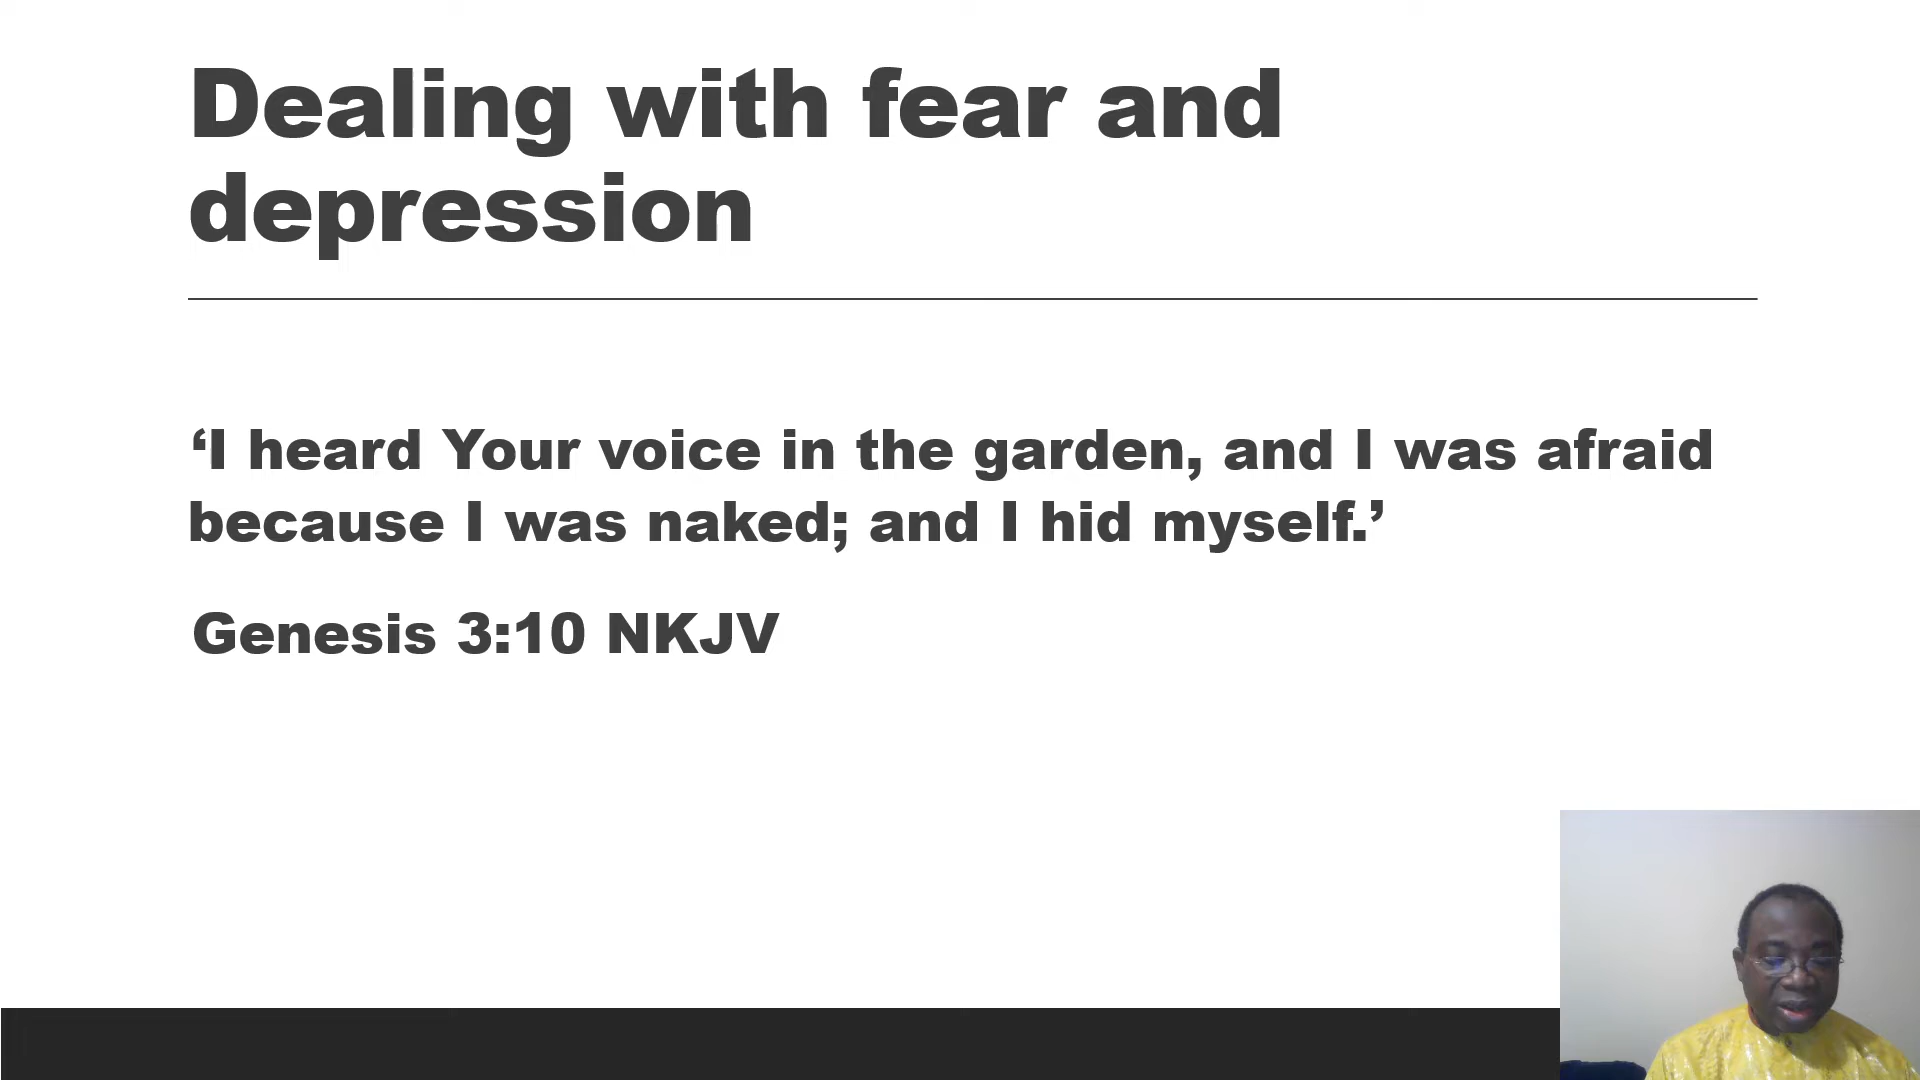 Dealing with fear and
depression
‘I heard Your voice in the garden, and I was afraid
because I was naked; and I hid myself.’
Genesis 3:10 NKJV